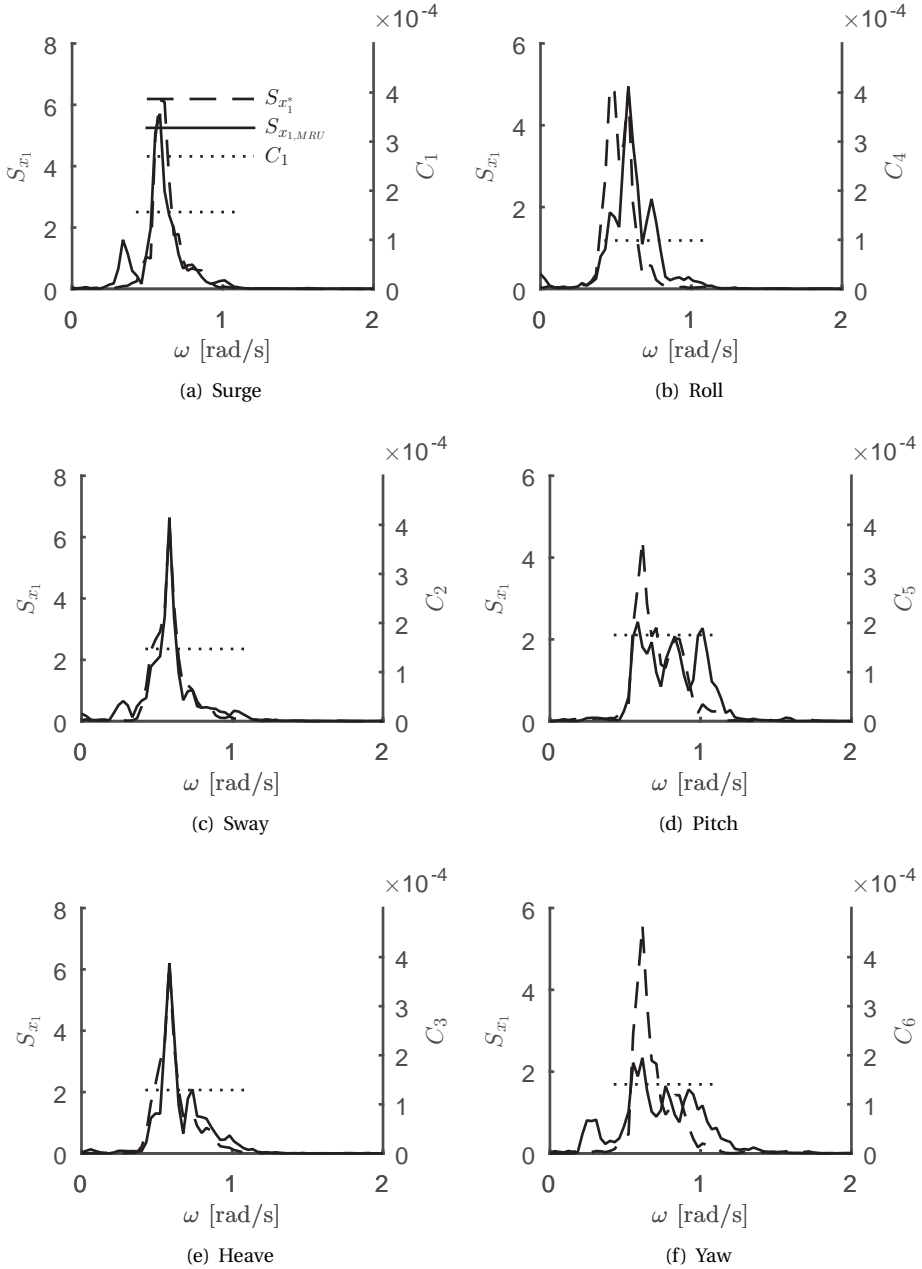 ×10⁻⁴
8
6
4
2
0
4
3
2
1
0
S_{x_1}
C_1
S_{x_1^*}
S_{x_{1,MRU}}
C_1
0 1 2
ω [rad/s]
(a) Surge
×10⁻⁴
6
4
2
0
4
3
2
1
0
S_{x_1}
C_4
0 1 2
ω [rad/s]
(b) Roll
×10⁻⁴
8
6
4
2
0
4
3
2
1
0
S_{x_1}
C_2
0 1 2
ω [rad/s]
(c) Sway
×10⁻⁴
6
4
2
0
4
3
2
1
0
S_{x_1}
C_5
0 1 2
ω [rad/s]
(d) Pitch
×10⁻⁴
8
6
4
2
0
4
3
2
1
0
S_{x_1}
C_3
0 1 2
ω [rad/s]
(e) Heave
×10⁻⁴
6
4
2
0
4
3
2
1
0
S_{x_1}
C_6
0 1 2
ω [rad/s]
(f) Yaw